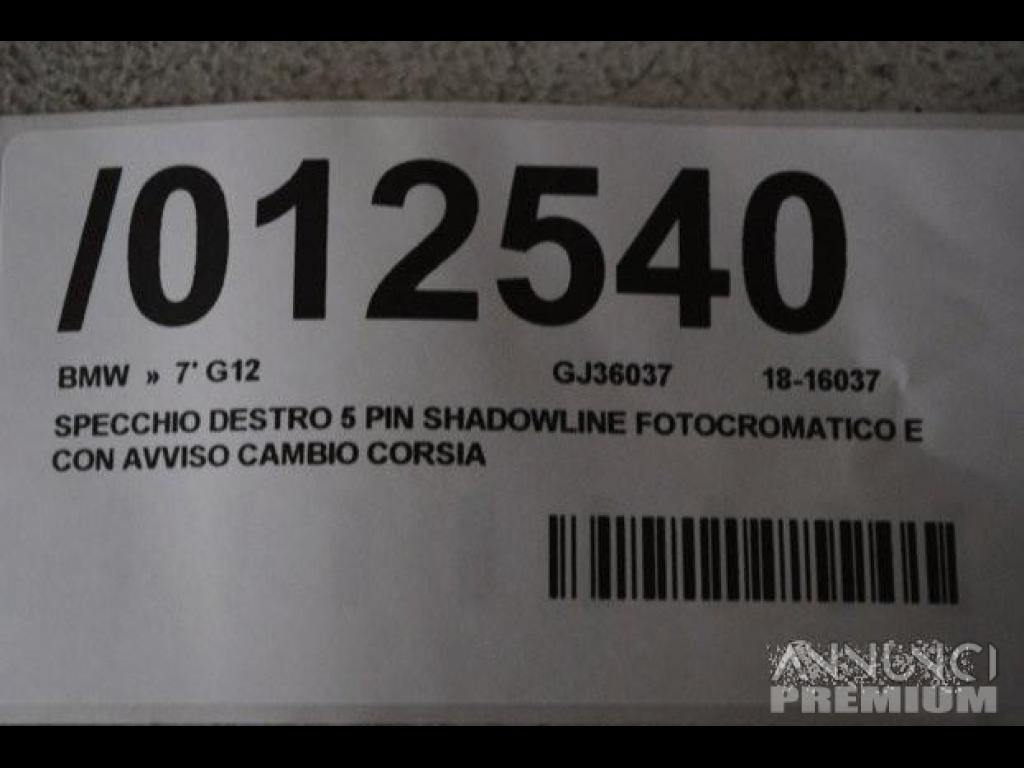 /012540
BMW » 7' G12 GJ36037 18-16037
SPECCHIO DESTRO 5 PIN SHADOWLINE FOTOCROMATICO E
CON AVVISO CAMBIO CORSIA
ANNUNCI
PREMIUM